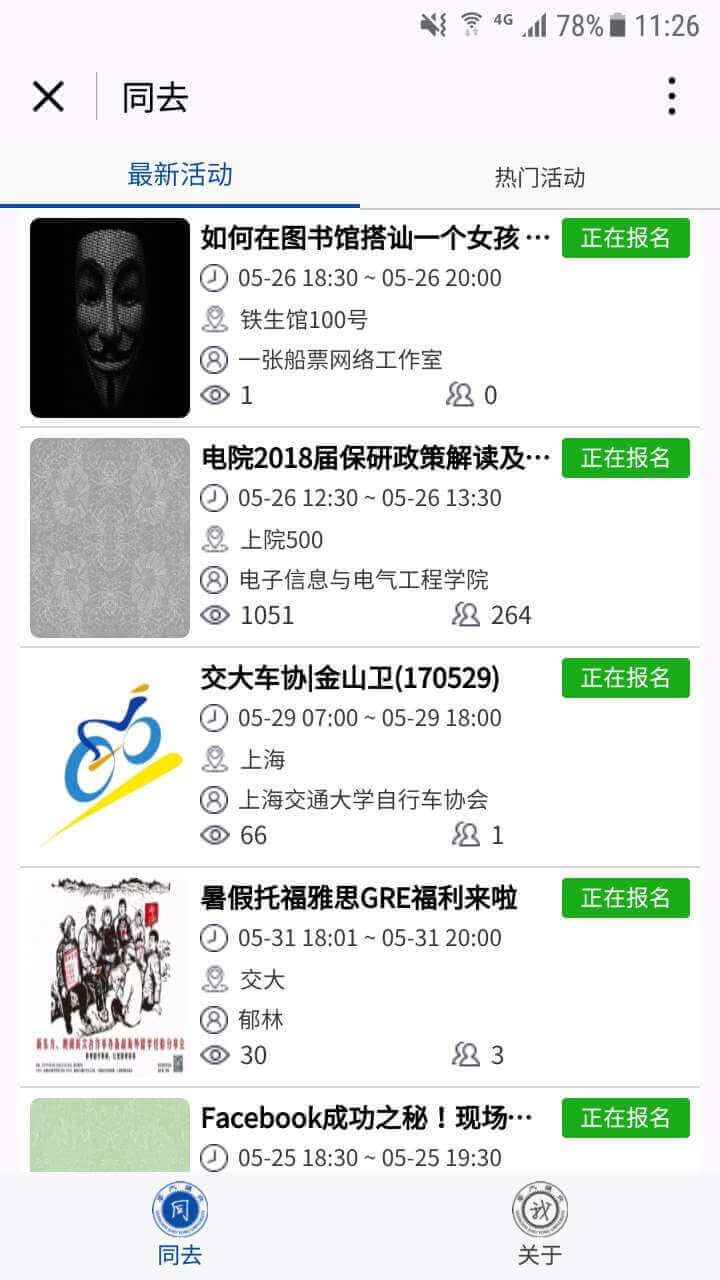 4G 78% 11:26
同去
最新活动
热门活动
如何在图书馆搭讪一个女孩 …
正在报名
05-26 18:30 ~ 05-26 20:00
铁生馆100号
一张船票网络工作室
1
0
电院2018届保研政策解读及…
正在报名
05-26 12:30 ~ 05-26 13:30
上院500
电子信息与电气工程学院
1051
264
交大车协|金山卫(170529)
正在报名
05-29 07:00 ~ 05-29 18:00
上海
上海交通大学自行车协会
66
1
暑假托福雅思GRE福利来啦
正在报名
05-31 18:01 ~ 05-31 20:00
交大
郁林
30
3
Facebook成功之秘！现场…
正在报名
05-25 18:30 ~ 05-25 19:30
同
同去
我
关于